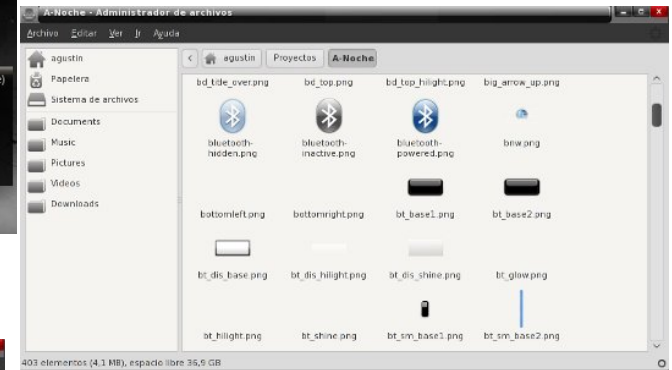 A-Noche - Administrador de archivos
Archivo Editar Ver Ir Ayuda
agustin
Papelera
Sistema de archivos
Documents
Music
Pictures
Videos
Downloads
agustin Proyectos A-Noche
bd_title_over.png bd_top.png bd_top_hilight.png big_arrow_up.png
bluetooth-hidden.png bluetooth-inactive.png bluetooth-powered.png bnw.png
bottomleft.png bottomright.png bt_base1.png bt_base2.png
bt_dis_base.png bt_dis_hilight.png bt_dis_shine.png bt_glow.png
bt_hilight.png bt_shine.png bt_sm_base1.png bt_sm_base2.png
403 elementos (4,1 MB), espacio libre 36,9 GB